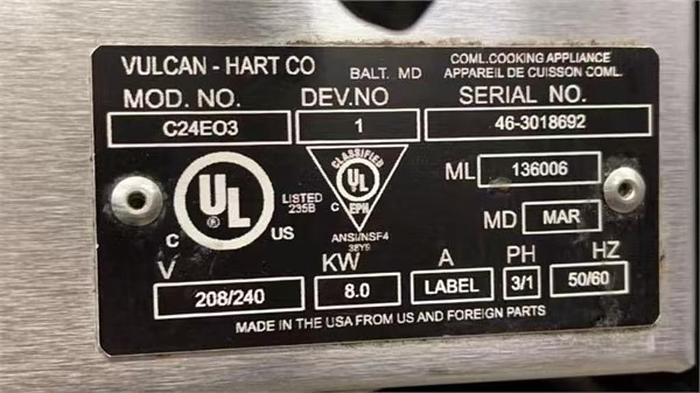 VULCAN - HART CO BALT. MD COML.COOKING APPLIANCE
APPAREIL DE CUISSON COML.
MOD. NO. DEV.NO SERIAL NO.
C24EO3 1 46-3018692
UL
®
LISTED
235B
C US
CLASSIFIED
UL
C EPH
ANSI/NSF4
38Y9
ML 136006
MD MAR
V KW A PH HZ
208/240 8.0 LABEL 3/1 50/60
MADE IN THE USA FROM US AND FOREIGN PARTS